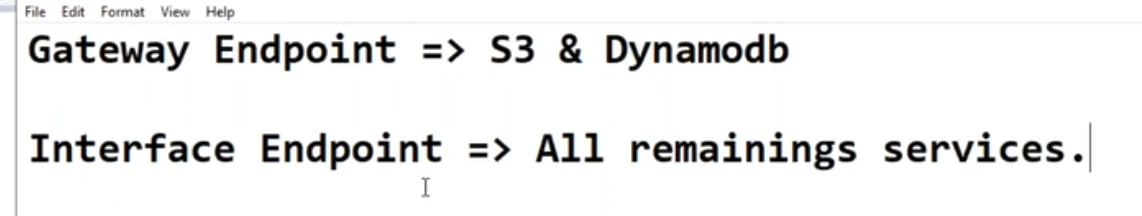 File Edit Format View Help
Gateway Endpoint => S3 & Dynamodb
Interface Endpoint => All remainings services.